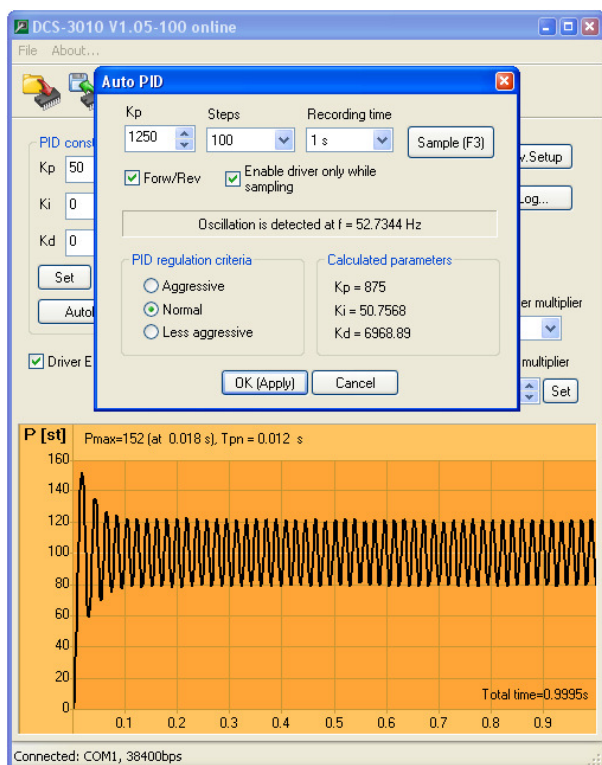 DCS-3010 V1.05-100 online
File About...
Auto PID
Kp Steps Recording time
1250 100 1 s Sample (F3)
Forw/Rev Enable driver only while sampling
Oscillation is detected at f = 52.7344 Hz
PID regulation criteria Calculated parameters
Aggressive Kp = 875
Normal Ki = 50.7568
Less aggressive Kd = 6968.89
OK (Apply) Cancel
PID const
Kp 50
Ki 0
Kd 0
Set
Driver E
v.Setup
Log...
er multiplier
multiplier
Set
P [st] Pmax=152 (at 0.018 s), Tpn = 0.012 s
160
140
120
100
80
60
40
20
0
0.1 0.2 0.3 0.4 0.5 0.6 0.7 0.8 0.9
Total time=0.9995s
Connected: COM1, 38400bps